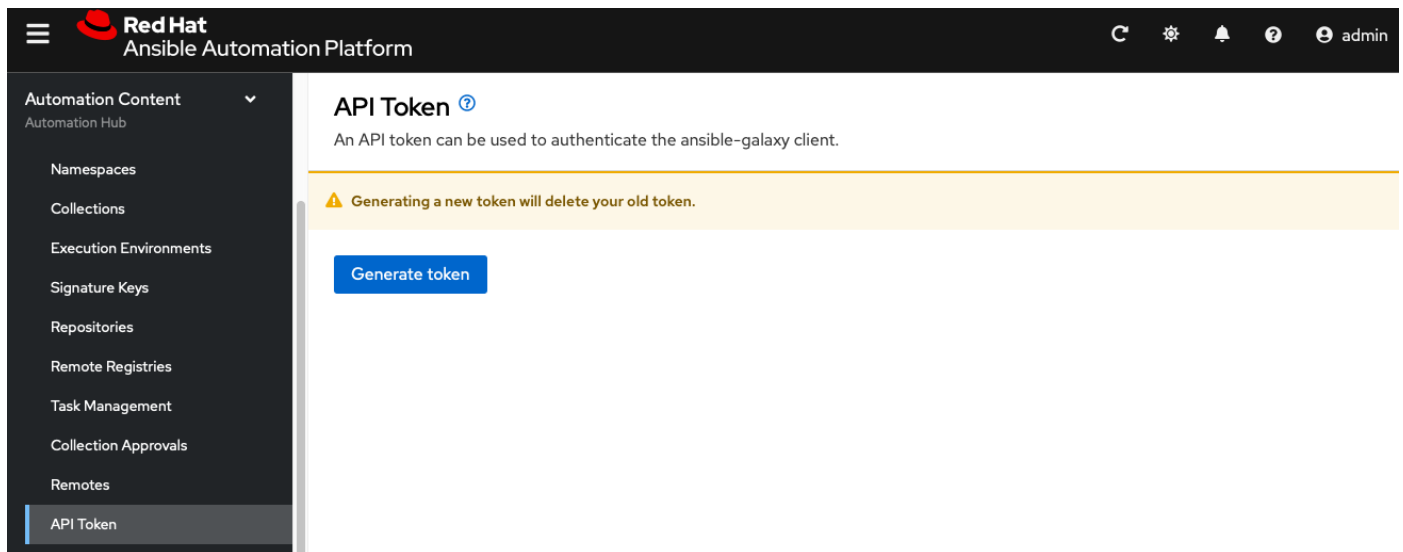 Red Hat
Ansible Automation Platform
admin
Automation Content
Automation Hub
Namespaces
Collections
Execution Environments
Signature Keys
Repositories
Remote Registries
Task Management
Collection Approvals
Remotes
API Token
API Token
An API token can be used to authenticate the ansible-galaxy client.
Generating a new token will delete your old token.
Generate token